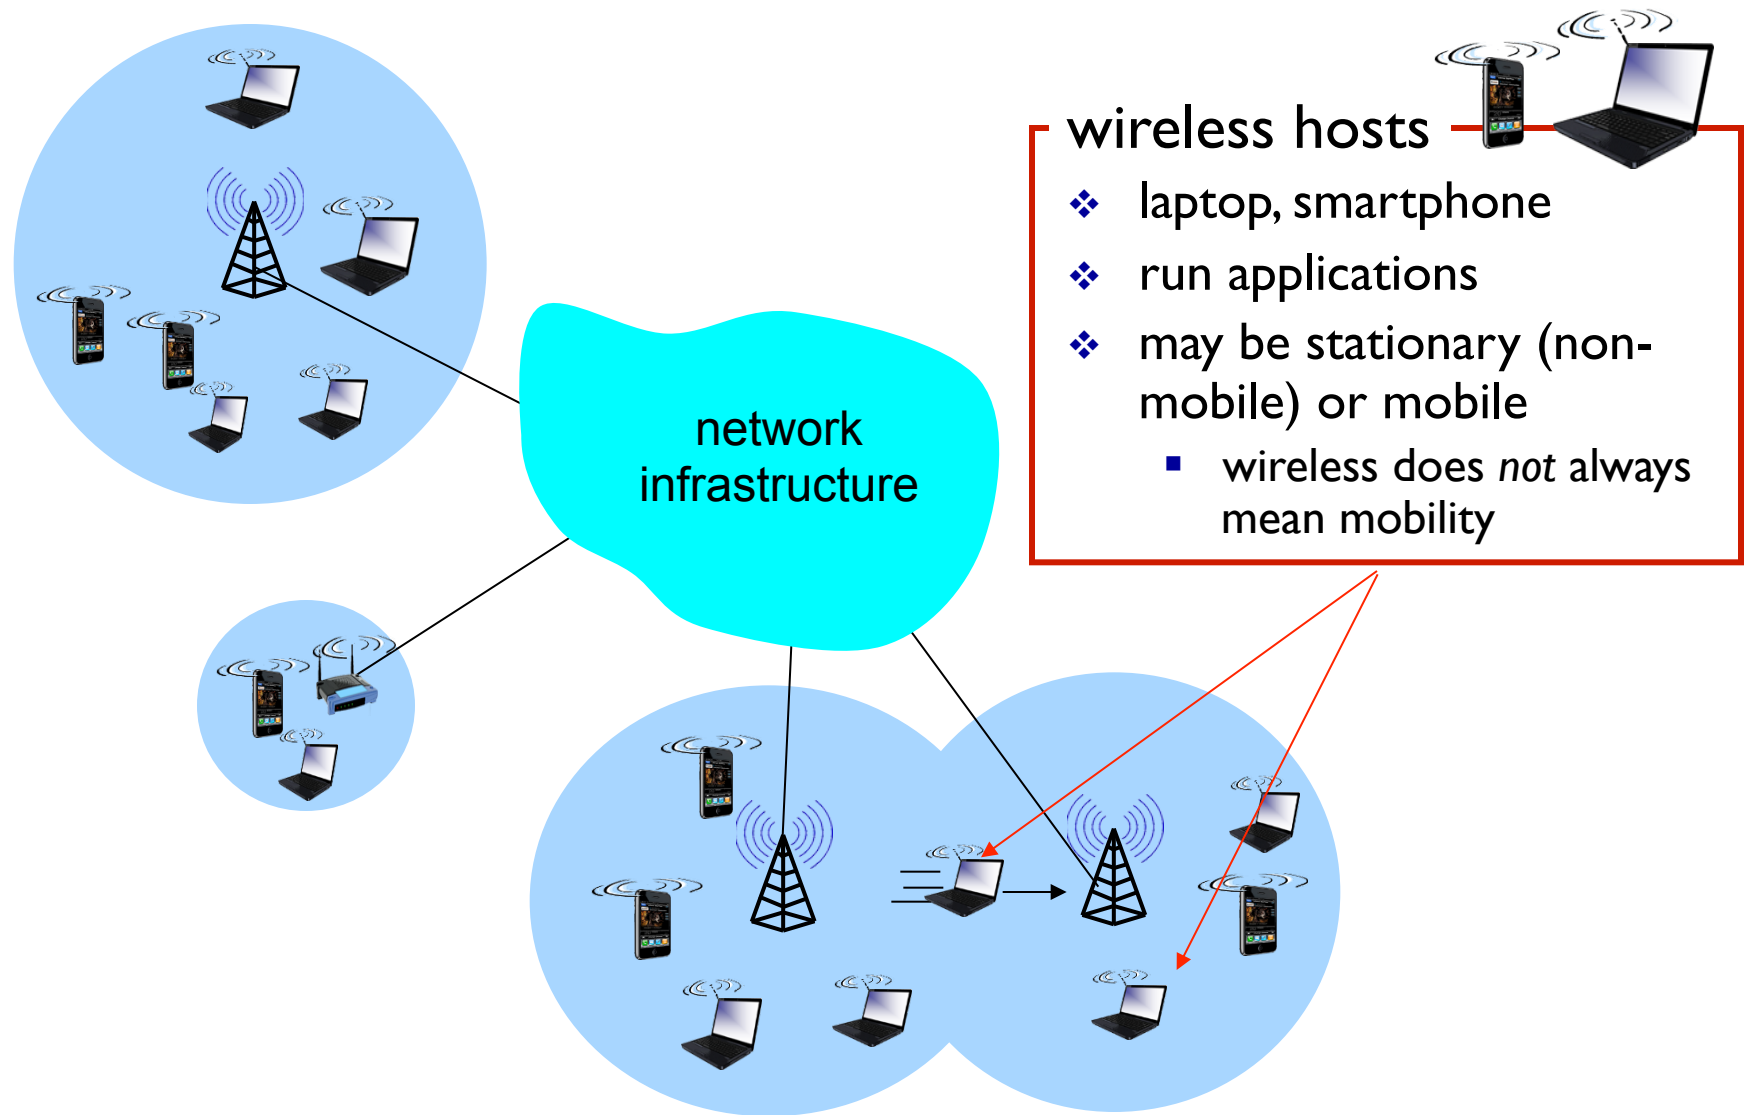 wireless hosts
❖ laptop, smartphone
❖ run applications
❖ may be stationary (non-
mobile) or mobile
▪ wireless does not always
mean mobility
network
infrastructure